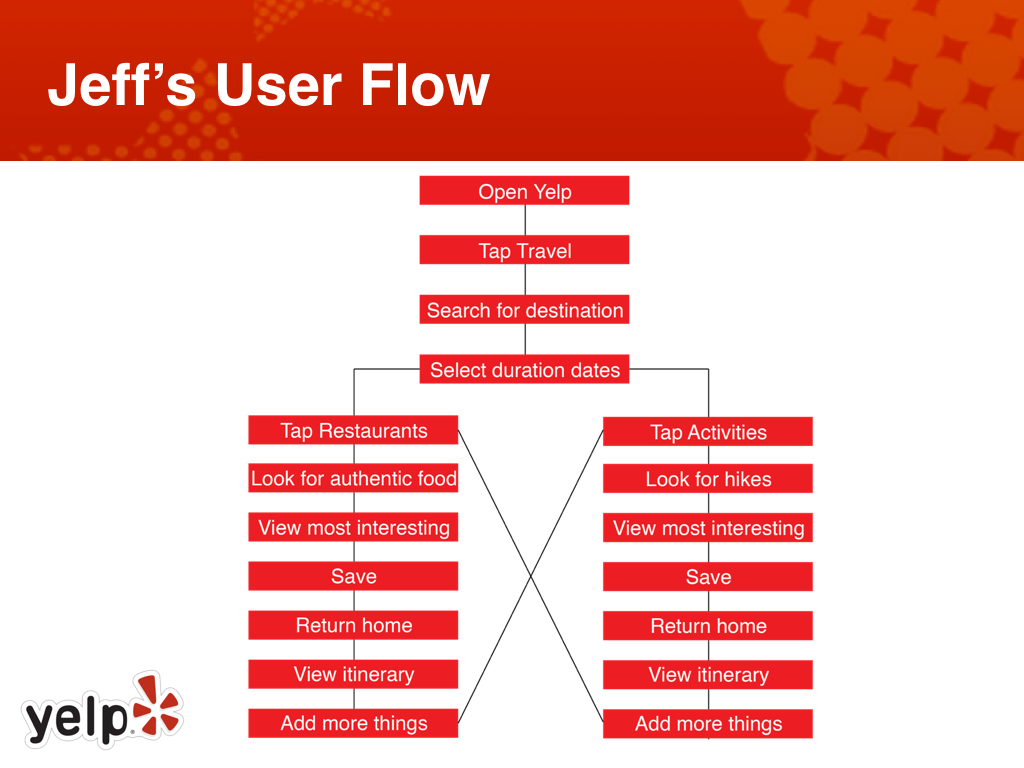 Jeff’s User Flow
Open Yelp
Tap Travel
Search for destination
Select duration dates
Tap Restaurants
Look for authentic food
View most interesting
Save
Return home
View itinerary
Add more things
Tap Activities
Look for hikes
View most interesting
Save
Return home
View itinerary
Add more things
yelp